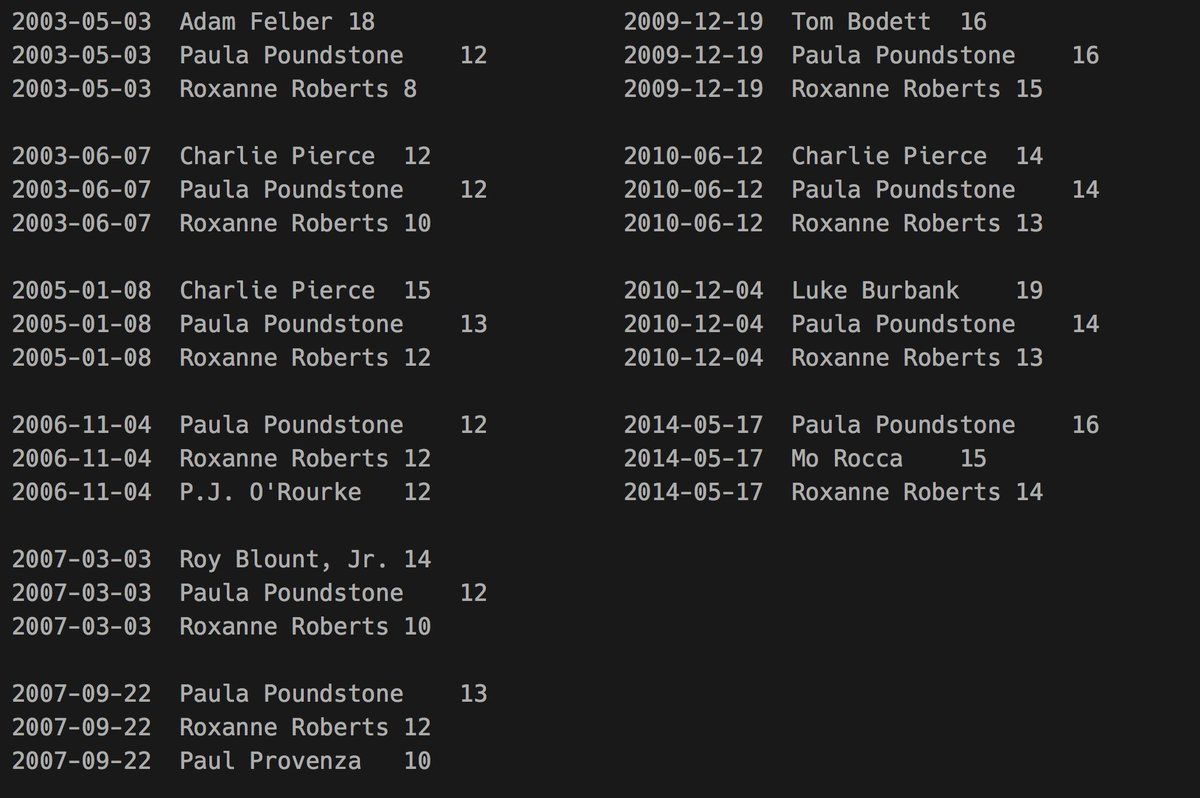 2003-05-03  Adam Felber 18
2003-05-03  Paula Poundstone    12
2003-05-03  Roxanne Roberts 8

2003-06-07  Charlie Pierce  12
2003-06-07  Paula Poundstone    12
2003-06-07  Roxanne Roberts 10

2005-01-08  Charlie Pierce  15
2005-01-08  Paula Poundstone    13
2005-01-08  Roxanne Roberts 12

2006-11-04  Paula Poundstone    12
2006-11-04  Roxanne Roberts 12
2006-11-04  P.J. O'Rourke   12

2007-03-03  Roy Blount, Jr. 14
2007-03-03  Paula Poundstone    12
2007-03-03  Roxanne Roberts 10

2007-09-22  Paula Poundstone    13
2007-09-22  Roxanne Roberts 12
2007-09-22  Paul Provenza   10

2009-12-19  Tom Bodett  16
2009-12-19  Paula Poundstone    16
2009-12-19  Roxanne Roberts 15

2010-06-12  Charlie Pierce  14
2010-06-12  Paula Poundstone    14
2010-06-12  Roxanne Roberts 13

2010-12-04  Luke Burbank    19
2010-12-04  Paula Poundstone    14
2010-12-04  Roxanne Roberts 13

2014-05-17  Paula Poundstone    16
2014-05-17  Mo Rocca    15
2014-05-17  Roxanne Roberts 14